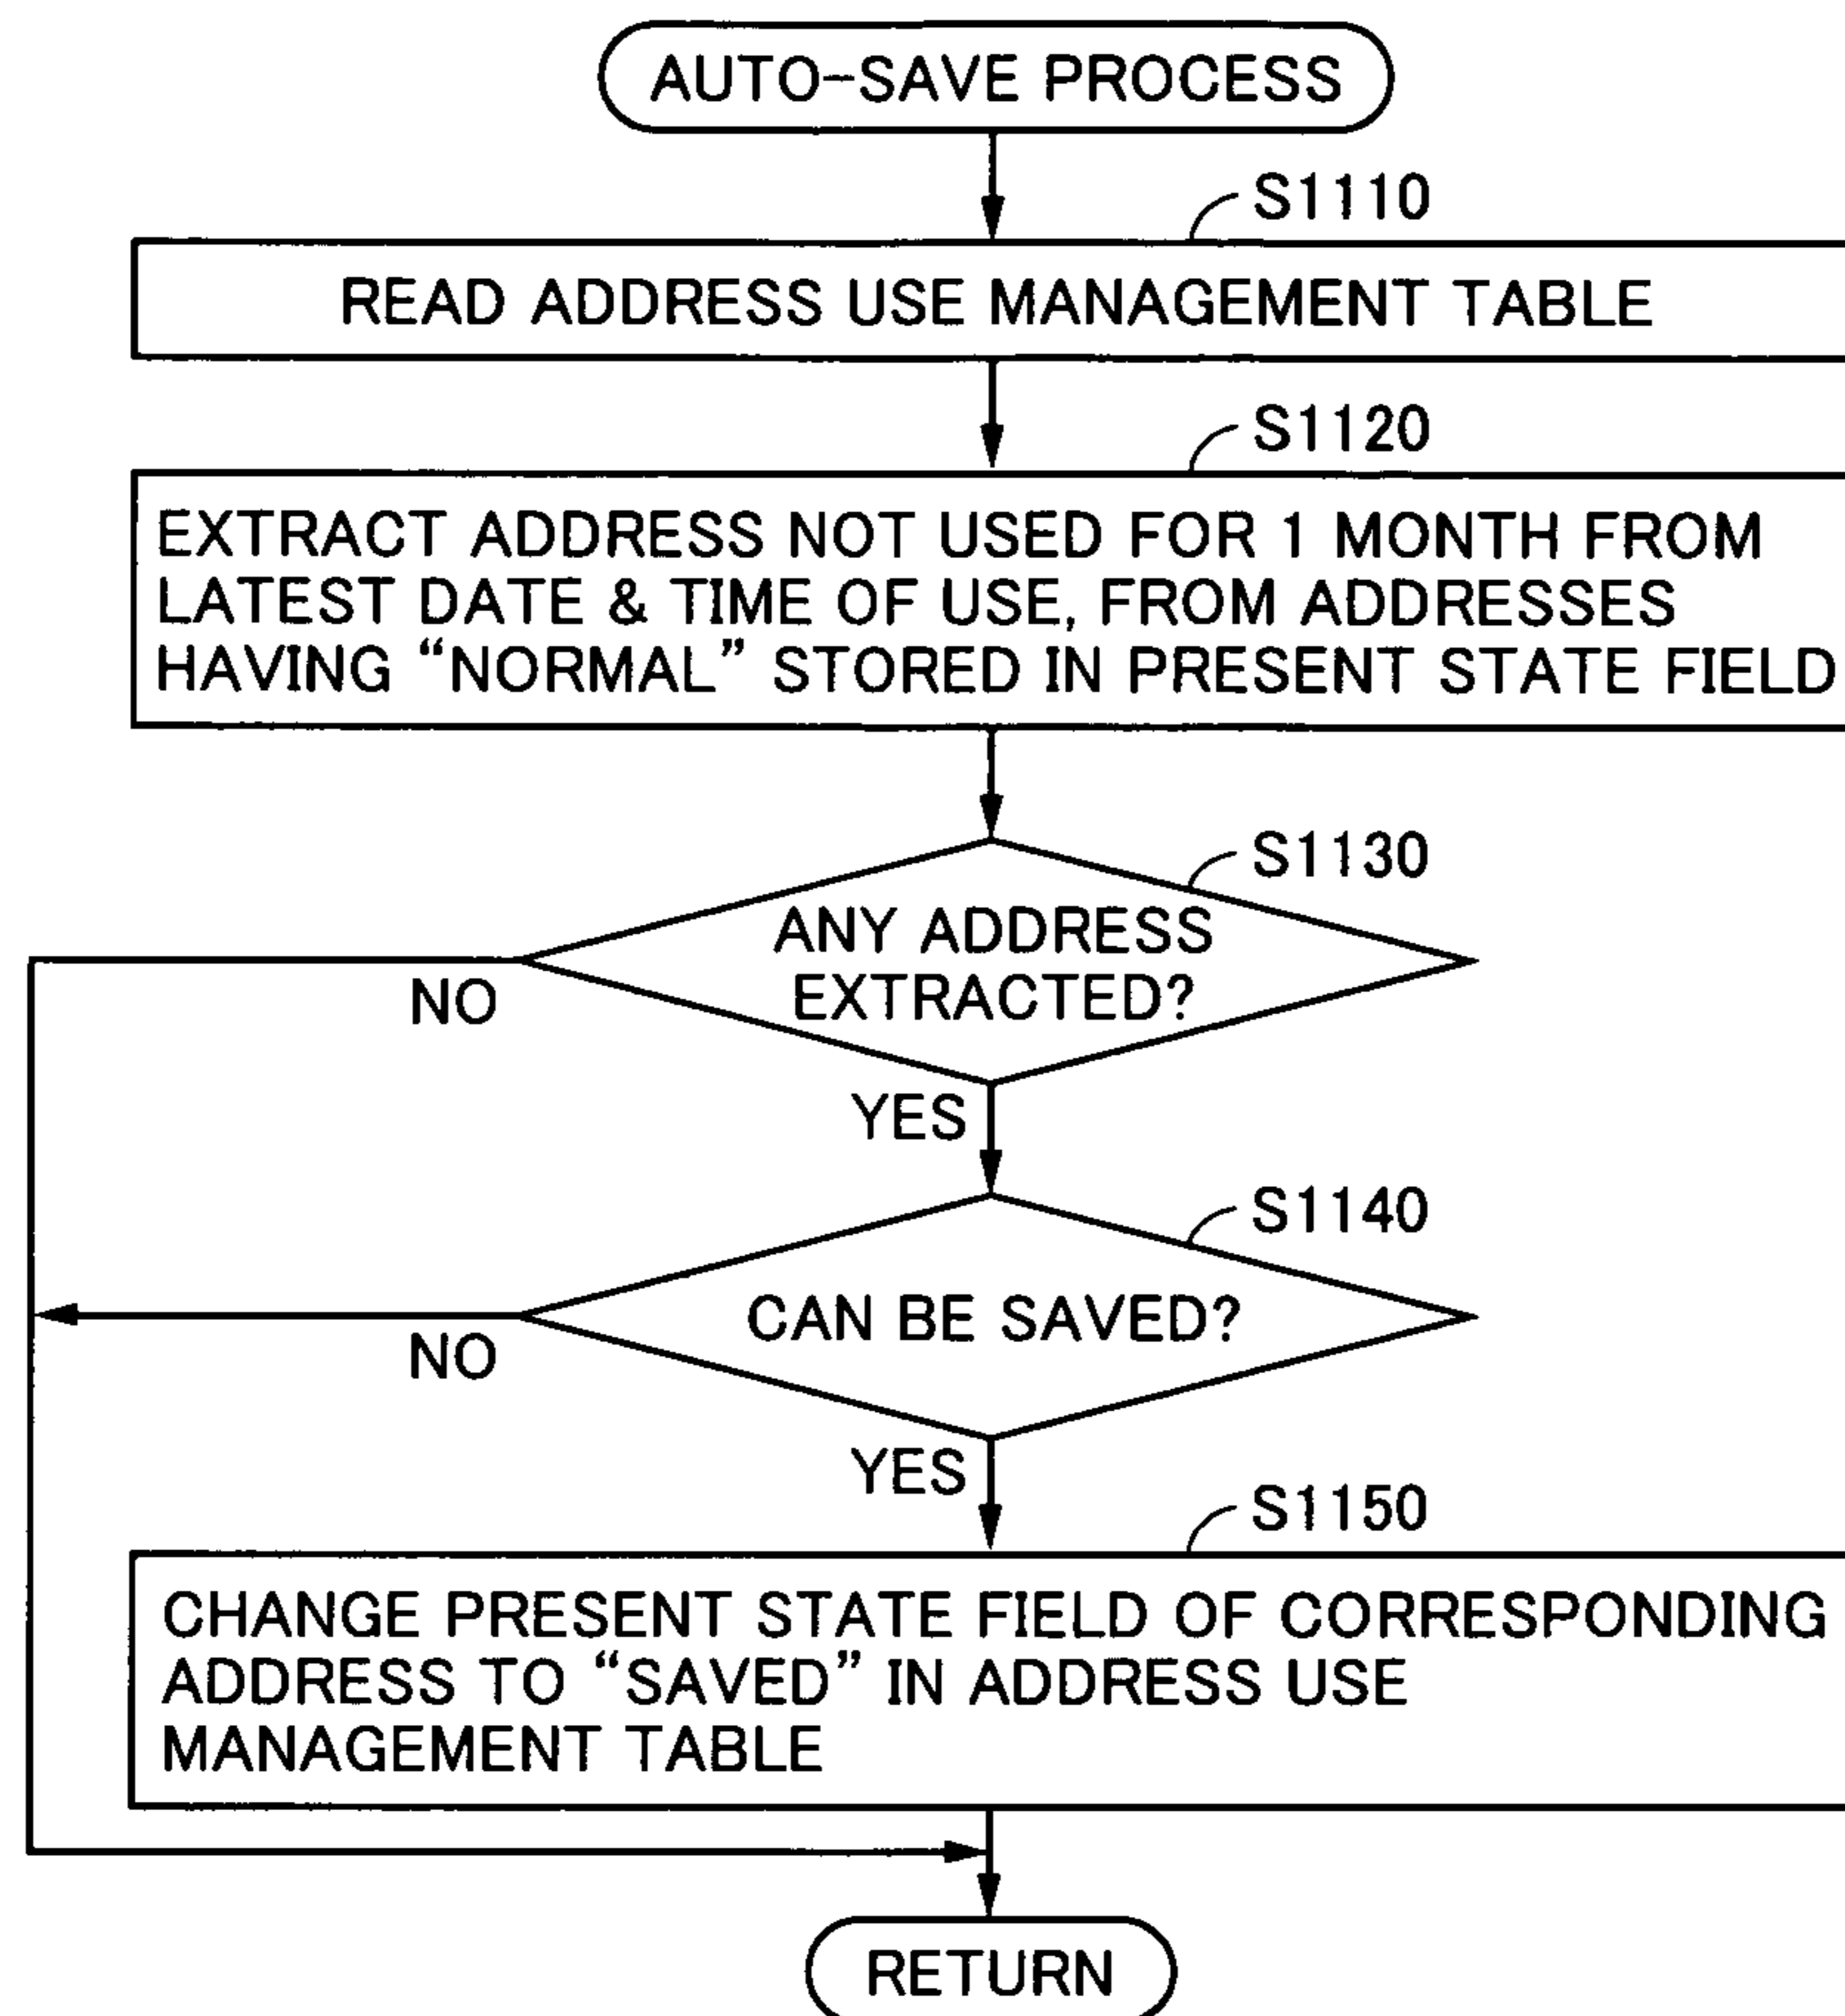 AUTO-SAVE PROCESS
S1110
READ ADDRESS USE MANAGEMENT TABLE
S1120
EXTRACT ADDRESS NOT USED FOR 1 MONTH FROM
LATEST DATE & TIME OF USE, FROM ADDRESSES
HAVING “NORMAL” STORED IN PRESENT STATE FIELD
S1130
ANY ADDRESS
EXTRACTED?
NO
YES
S1140
CAN BE SAVED?
NO
YES
S1150
CHANGE PRESENT STATE FIELD OF CORRESPONDING
ADDRESS TO “SAVED” IN ADDRESS USE
MANAGEMENT TABLE
RETURN